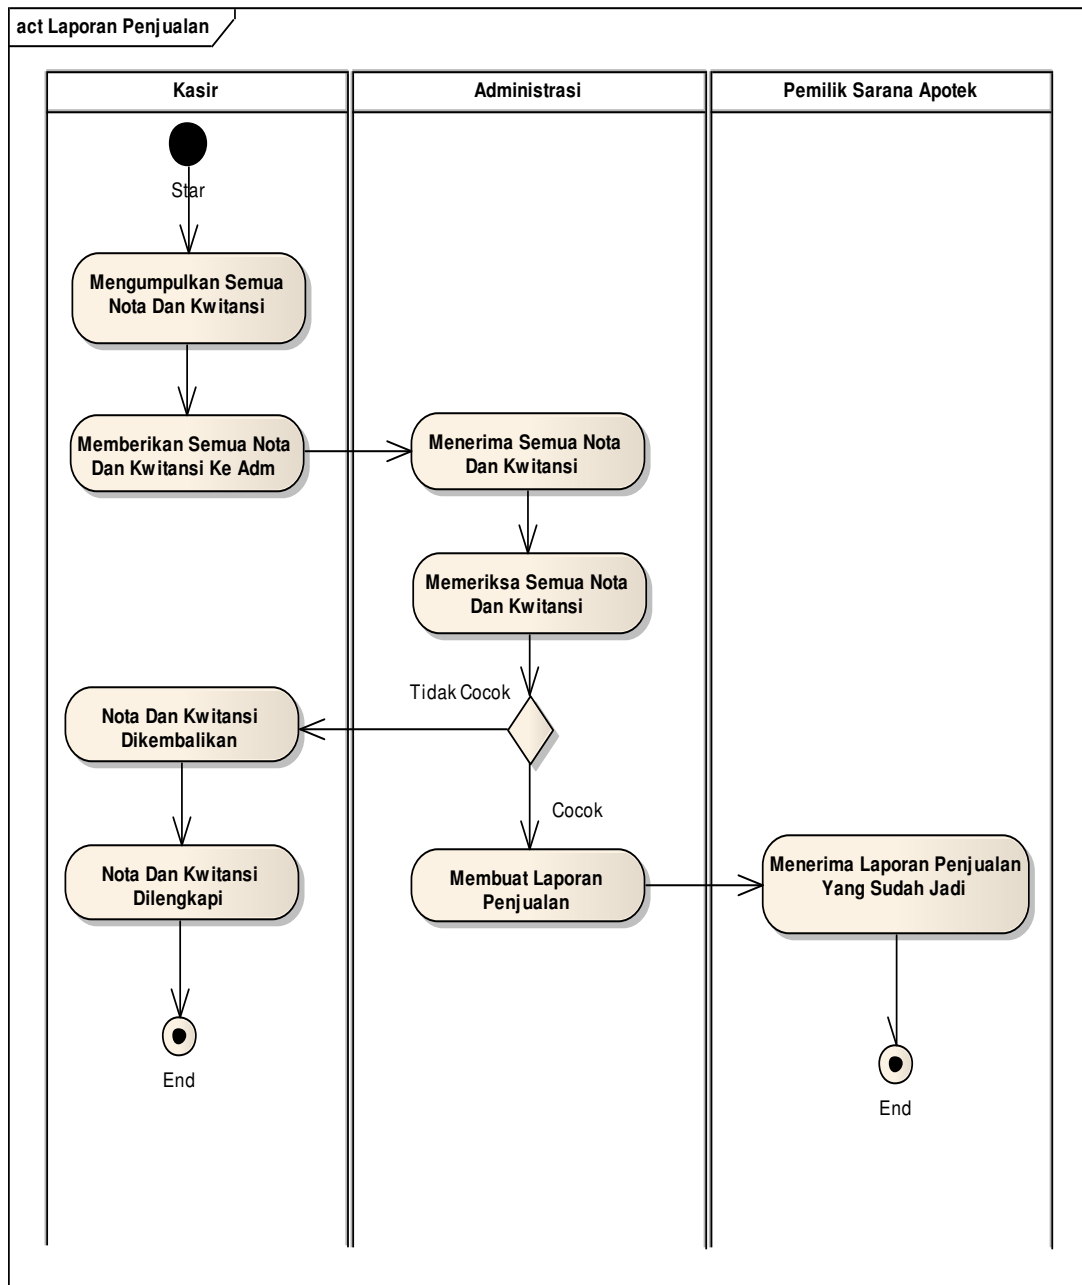 act Laporan Penjualan
Kasir
Administrasi
Pemilik Sarana Apotek
Star
Mengumpulkan Semua
Nota Dan Kwitansi
Memberikan Semua Nota
Dan Kwitansi Ke Adm
Menerima Semua Nota
Dan Kwitansi
Memeriksa Semua Nota
Dan Kwitansi
Tidak Cocok
Nota Dan Kwitansi
Dikembalikan
Cocok
Nota Dan Kwitansi
Dilengkapi
Membuat Laporan
Penjualan
Menerima Laporan Penjualan
Yang Sudah Jadi
End
End